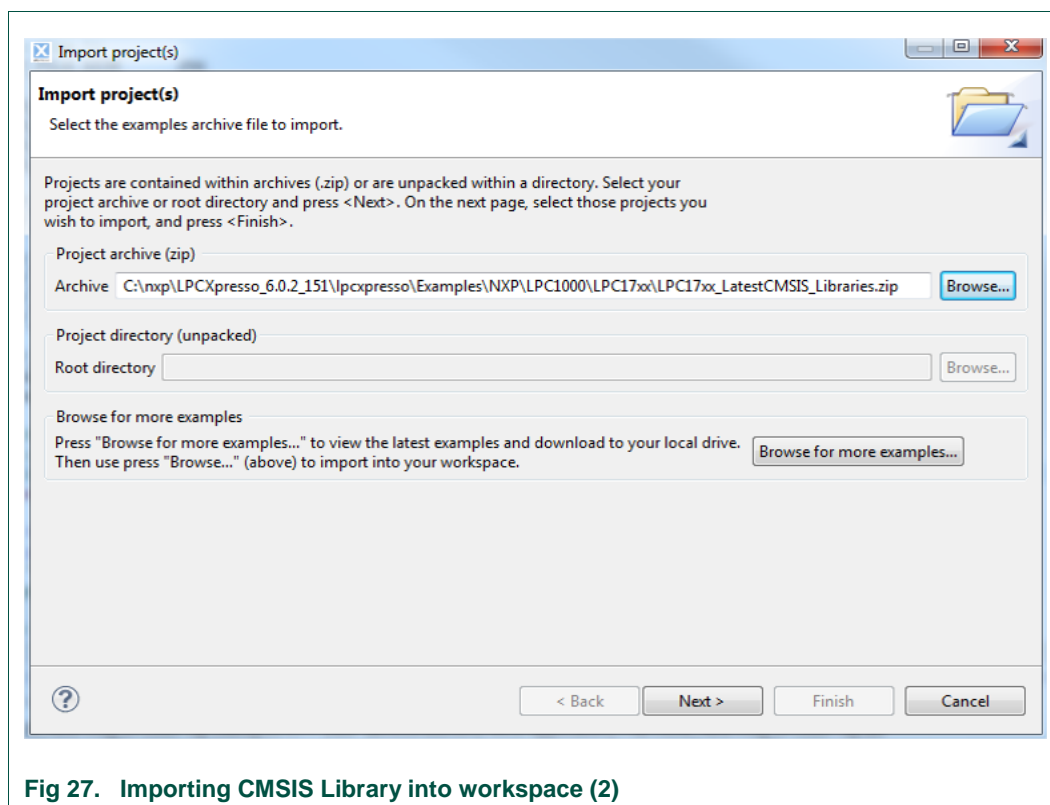 Import project(s)
Import project(s)
Select the examples archive file to import.
Projects are contained within archives (.zip) or are unpacked within a directory. Select your
project archive or root directory and press <Next>. On the next page, select those projects you
wish to import, and press <Finish>.
Project archive (zip)
Archive C:\nxp\LPCXpresso_6.0.2_151\lpcxpresso\Examples\NXP\LPC1000\LPC17xx\LPC17xx_LatestCMSIS_Libraries.zip Browse...
Project directory (unpacked)
Root directory Browse...
Browse for more examples
Press "Browse for more examples..." to view the latest examples and download to your local drive.
Then use press "Browse..." (above) to import into your workspace.
Browse for more examples...
? < Back Next > Finish Cancel
Fig 27. Importing CMSIS Library into workspace (2)